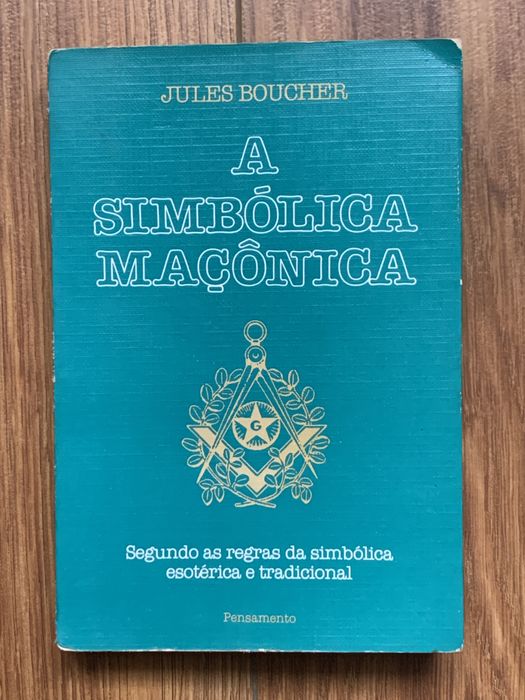 JULES BOUCHER
A
SIMBÓLICA
MAÇÔNICA
G
Segundo as regras da simbólica
esotérica e tradicional
Pensamento